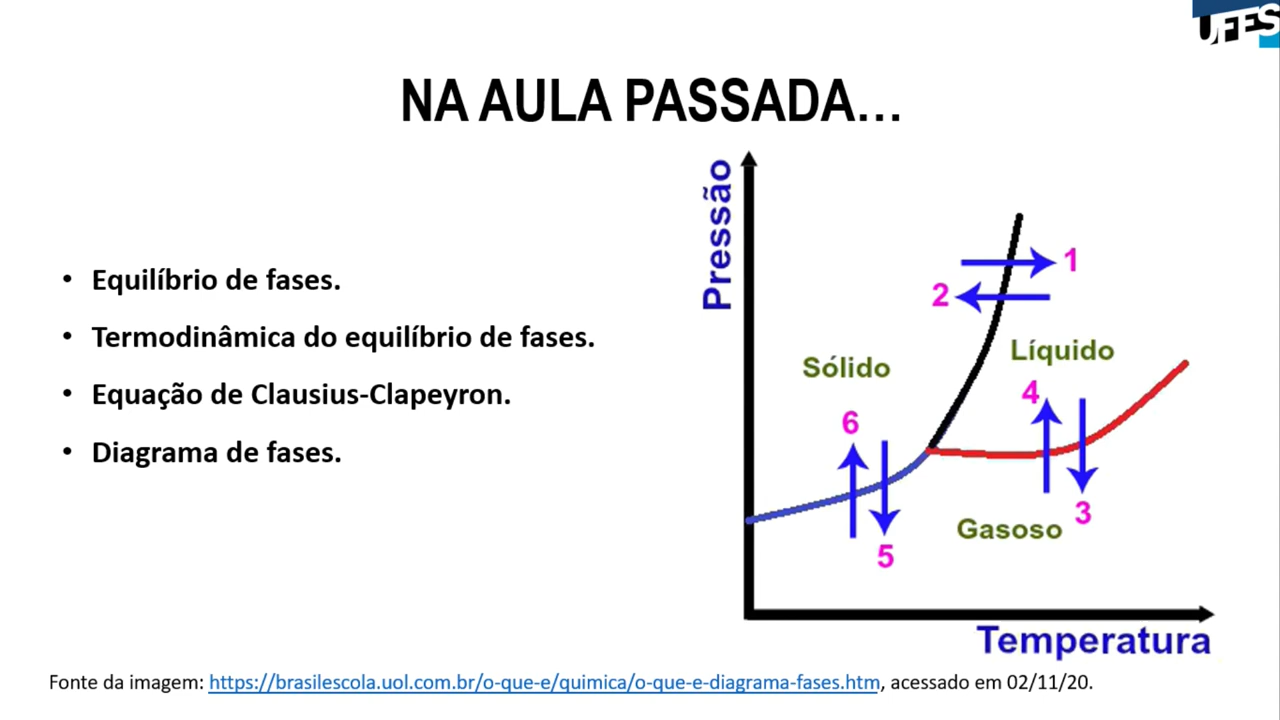 UFES
NA AULA PASSADA...
• Equilíbrio de fases.
• Termodinâmica do equilíbrio de fases.
• Equação de Clausius-Clapeyron.
• Diagrama de fases.
Pressão
1
2
Líquido
Sólido
4
6
3
Gasoso
5
Temperatura
Fonte da imagem: https://brasilescola.uol.com.br/o-que-e/quimica/o-que-e-diagrama-fases.htm, acessado em 02/11/20.